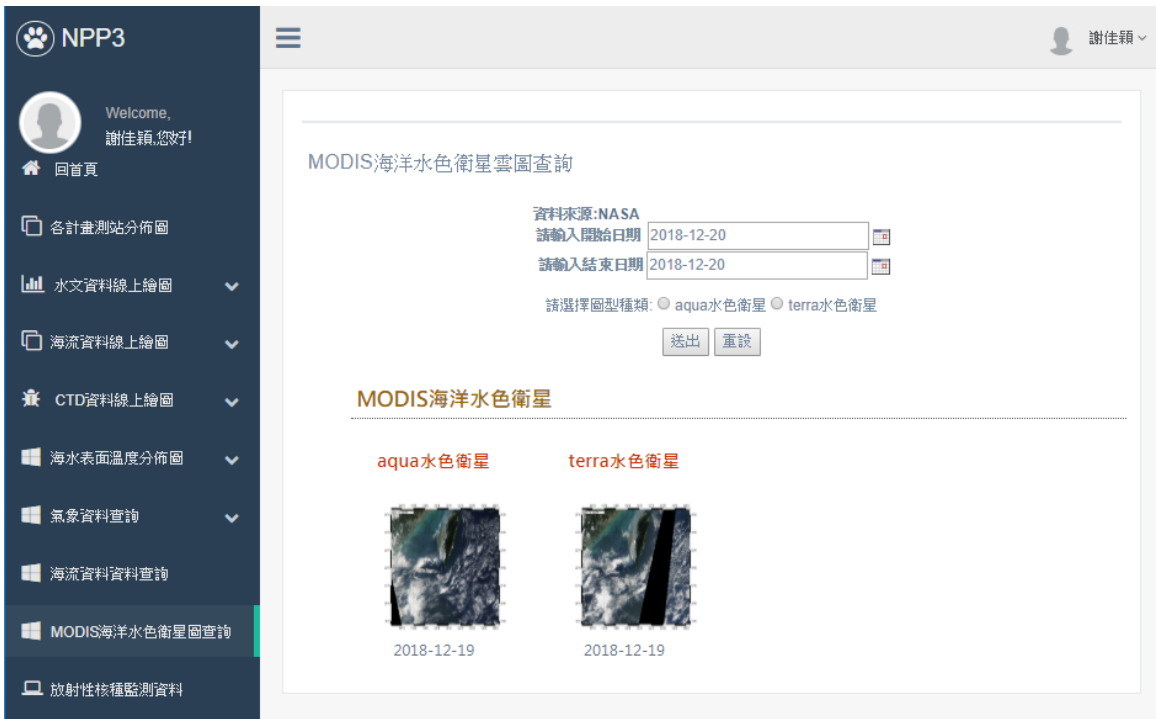 NPP3
謝佳穎
Welcome,
謝佳穎,您好!
回首頁
各計畫測站分佈圖
水文資料線上繪圖
海流資料線上繪圖
CTD資料線上繪圖
海水表面溫度分佈圖
氣象資料查詢
海流資料資料查詢
MODIS海洋水色衛星圖查詢
放射性核種監測資料
MODIS海洋水色衛星雲圖查詢
資料來源:NASA
請輸入開始日期 2018-12-20
請輸入結束日期 2018-12-20
請選擇圖型種類: aqua水色衛星 terra水色衛星
送出 重設
MODIS海洋水色衛星
aqua水色衛星 terra水色衛星
2018-12-19 2018-12-19